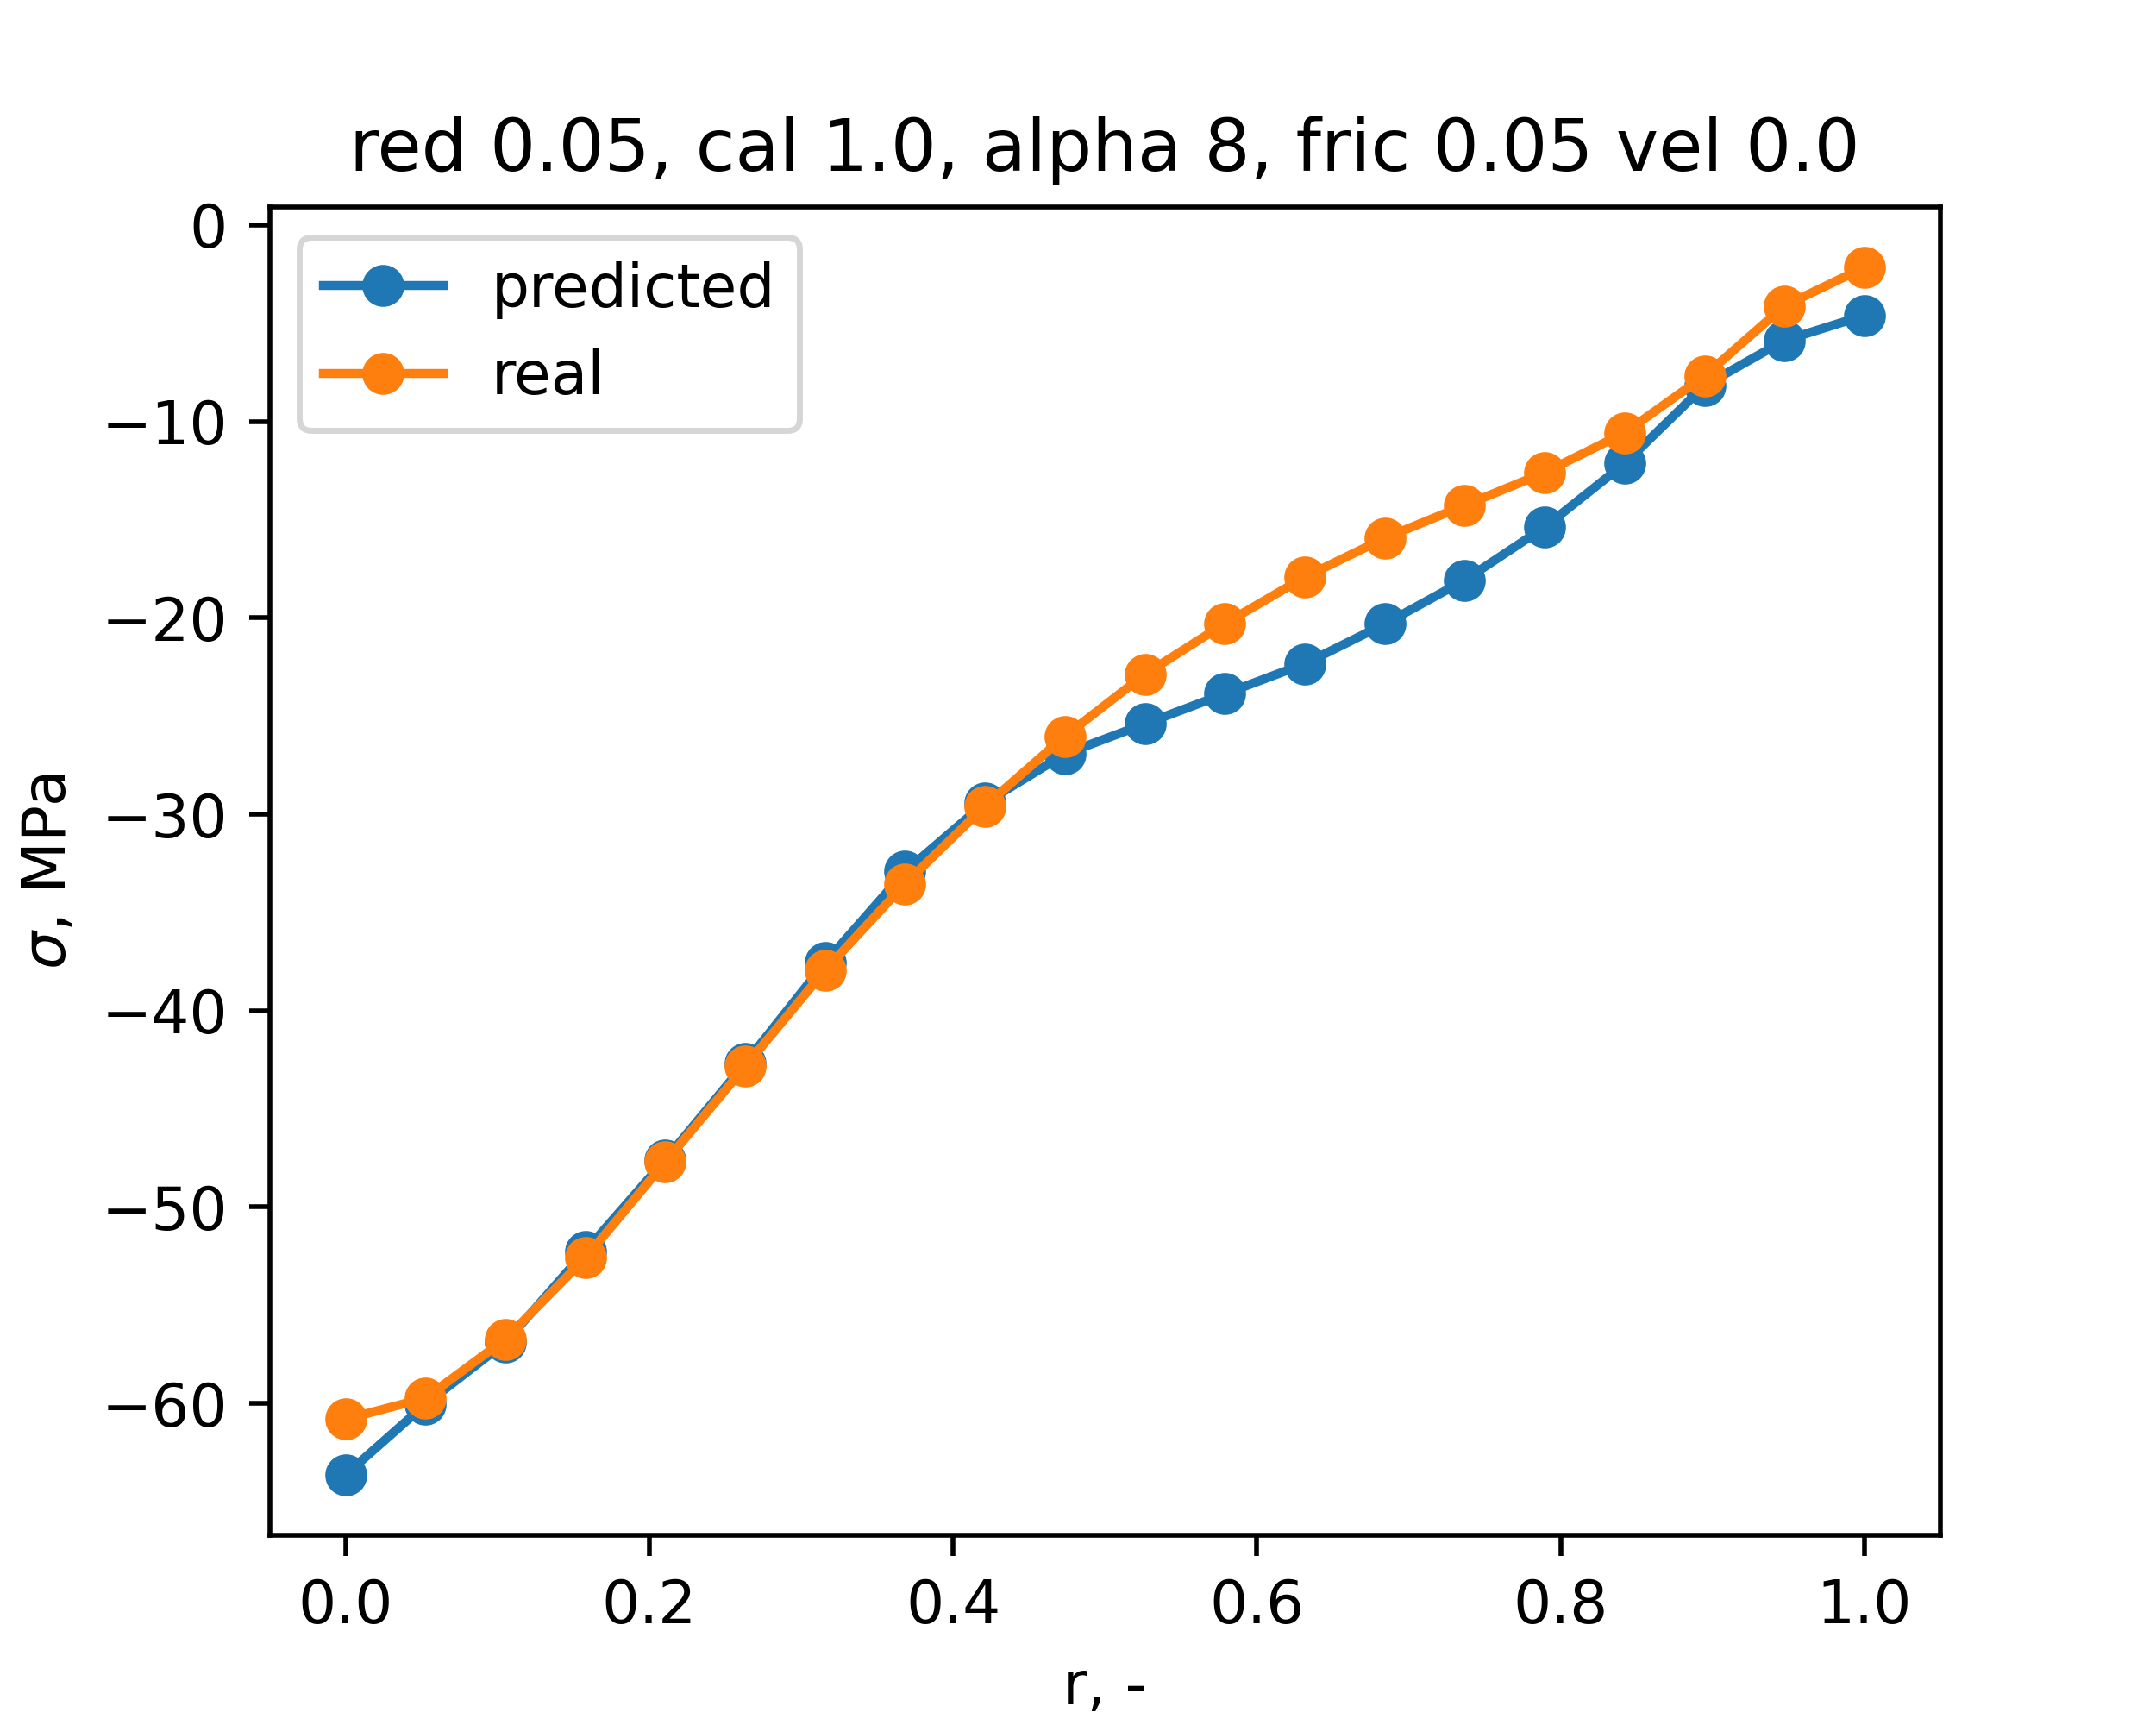 red 0.05, cal 1.0, alpha 8, fric 0.05 vel 0.0
predicted
real
0
−10
−20
−30
−40
−50
−60
σ, MPa
0.0 0.2 0.4 0.6 0.8 1.0
r, -